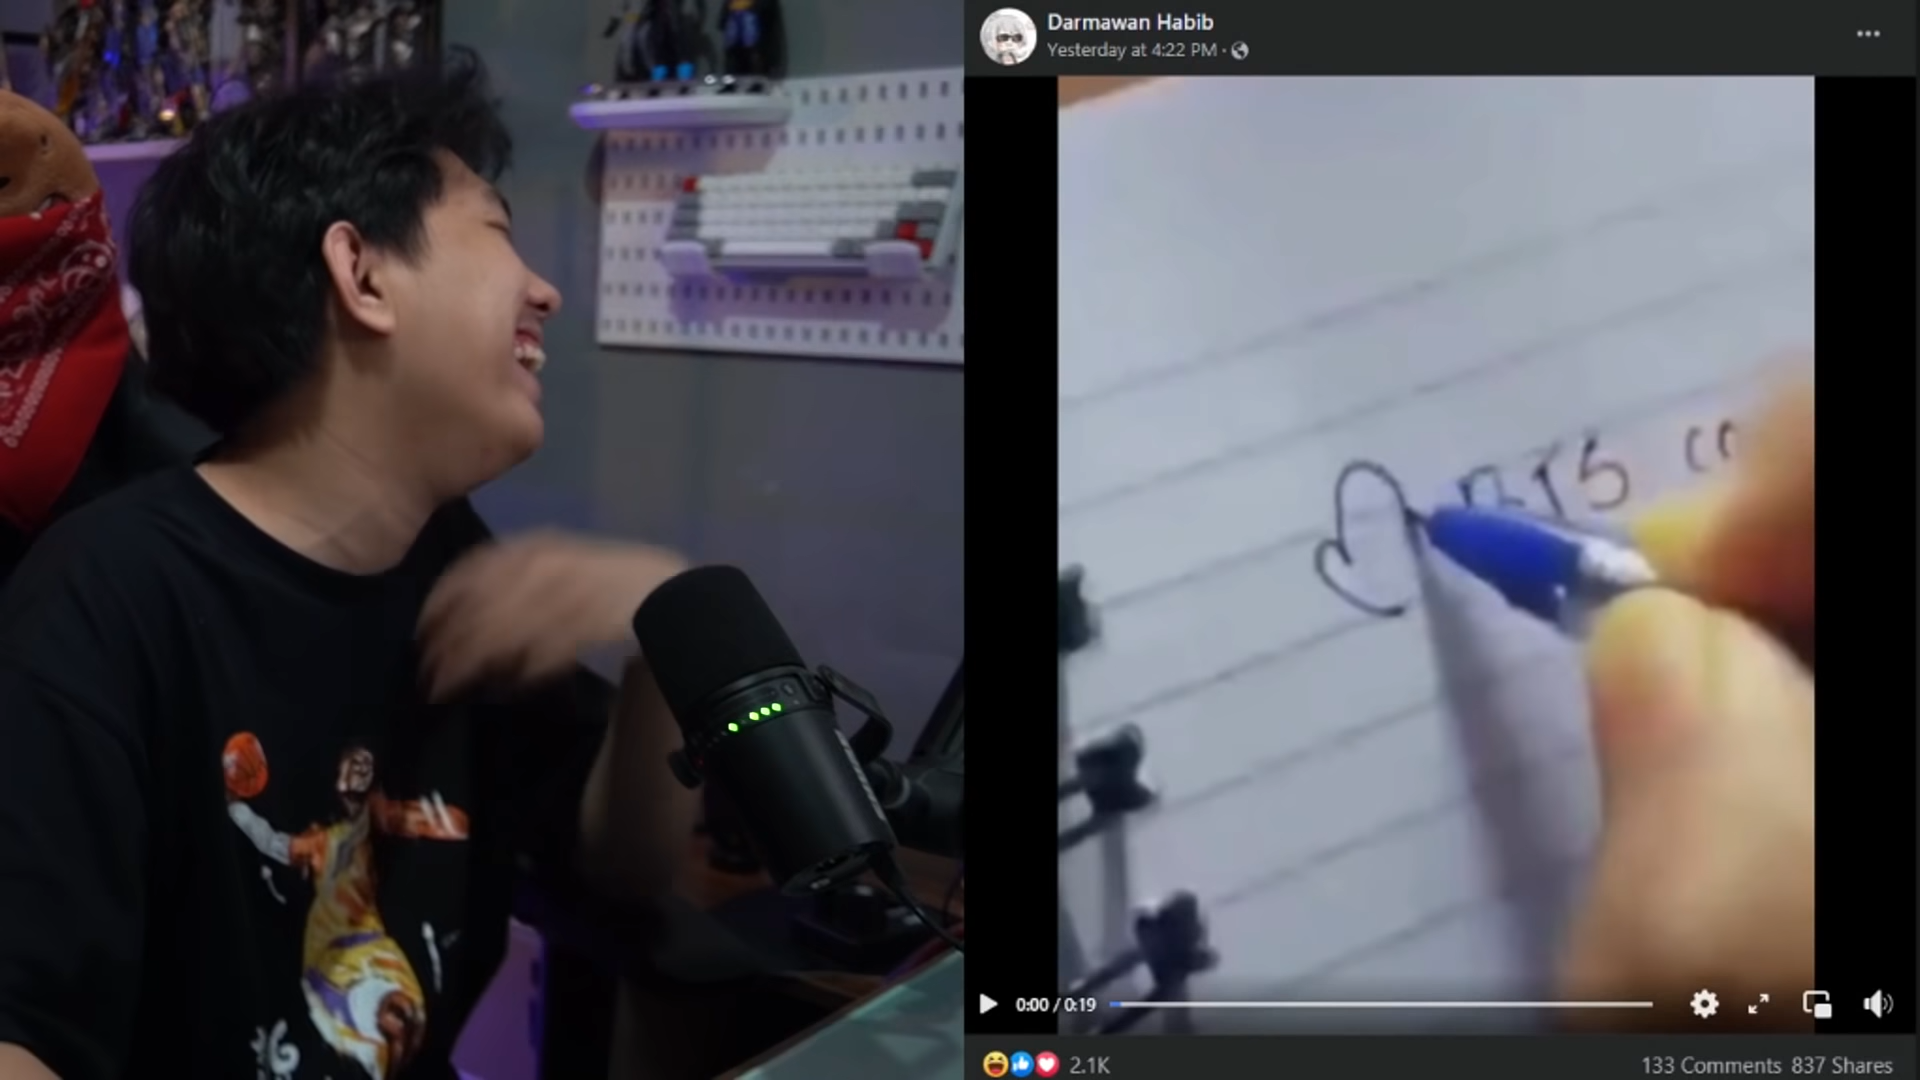 Darmawan Habib
Yesterday at 4:22 PM
BTS
0:00 / 0:19
2.1K
133 Comments 837 Shares